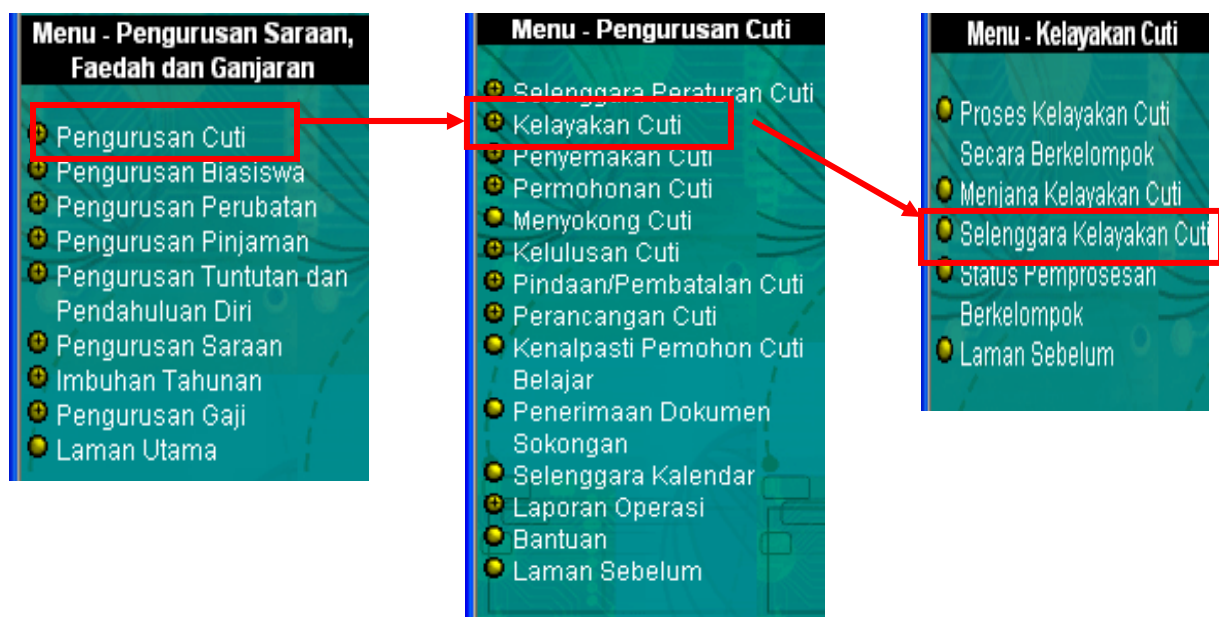 Menu - Pengurusan Saraan,
Faedah dan Ganjaran
Pengurusan Cuti
Pengurusan Biasiswa
Pengurusan Perubatan
Pengurusan Pinjaman
Pengurusan Tuntutan dan
Pendahuluan Diri
Pengurusan Saraan
Imbuhan Tahunan
Pengurusan Gaji
Laman Utama
Menu - Pengurusan Cuti
Selenggara Peraturan Cuti
Kelayakan Cuti
Penyemakan Cuti
Permohonan Cuti
Menyokong Cuti
Kelulusan Cuti
Pindaan/Pembatalan Cuti
Perancangan Cuti
Kenalpasti Pemohon Cuti
Belajar
Penerimaan Dokumen
Sokongan
Selenggara Kalendar
Laporan Operasi
Bantuan
Laman Sebelum
Menu - Kelayakan Cuti
Proses Kelayakan Cuti
Secara Berkelompok
Menjana Kelayakan Cuti
Selenggara Kelayakan Cuti
Status Pemprosesan
Berkelompok
Laman Sebelum